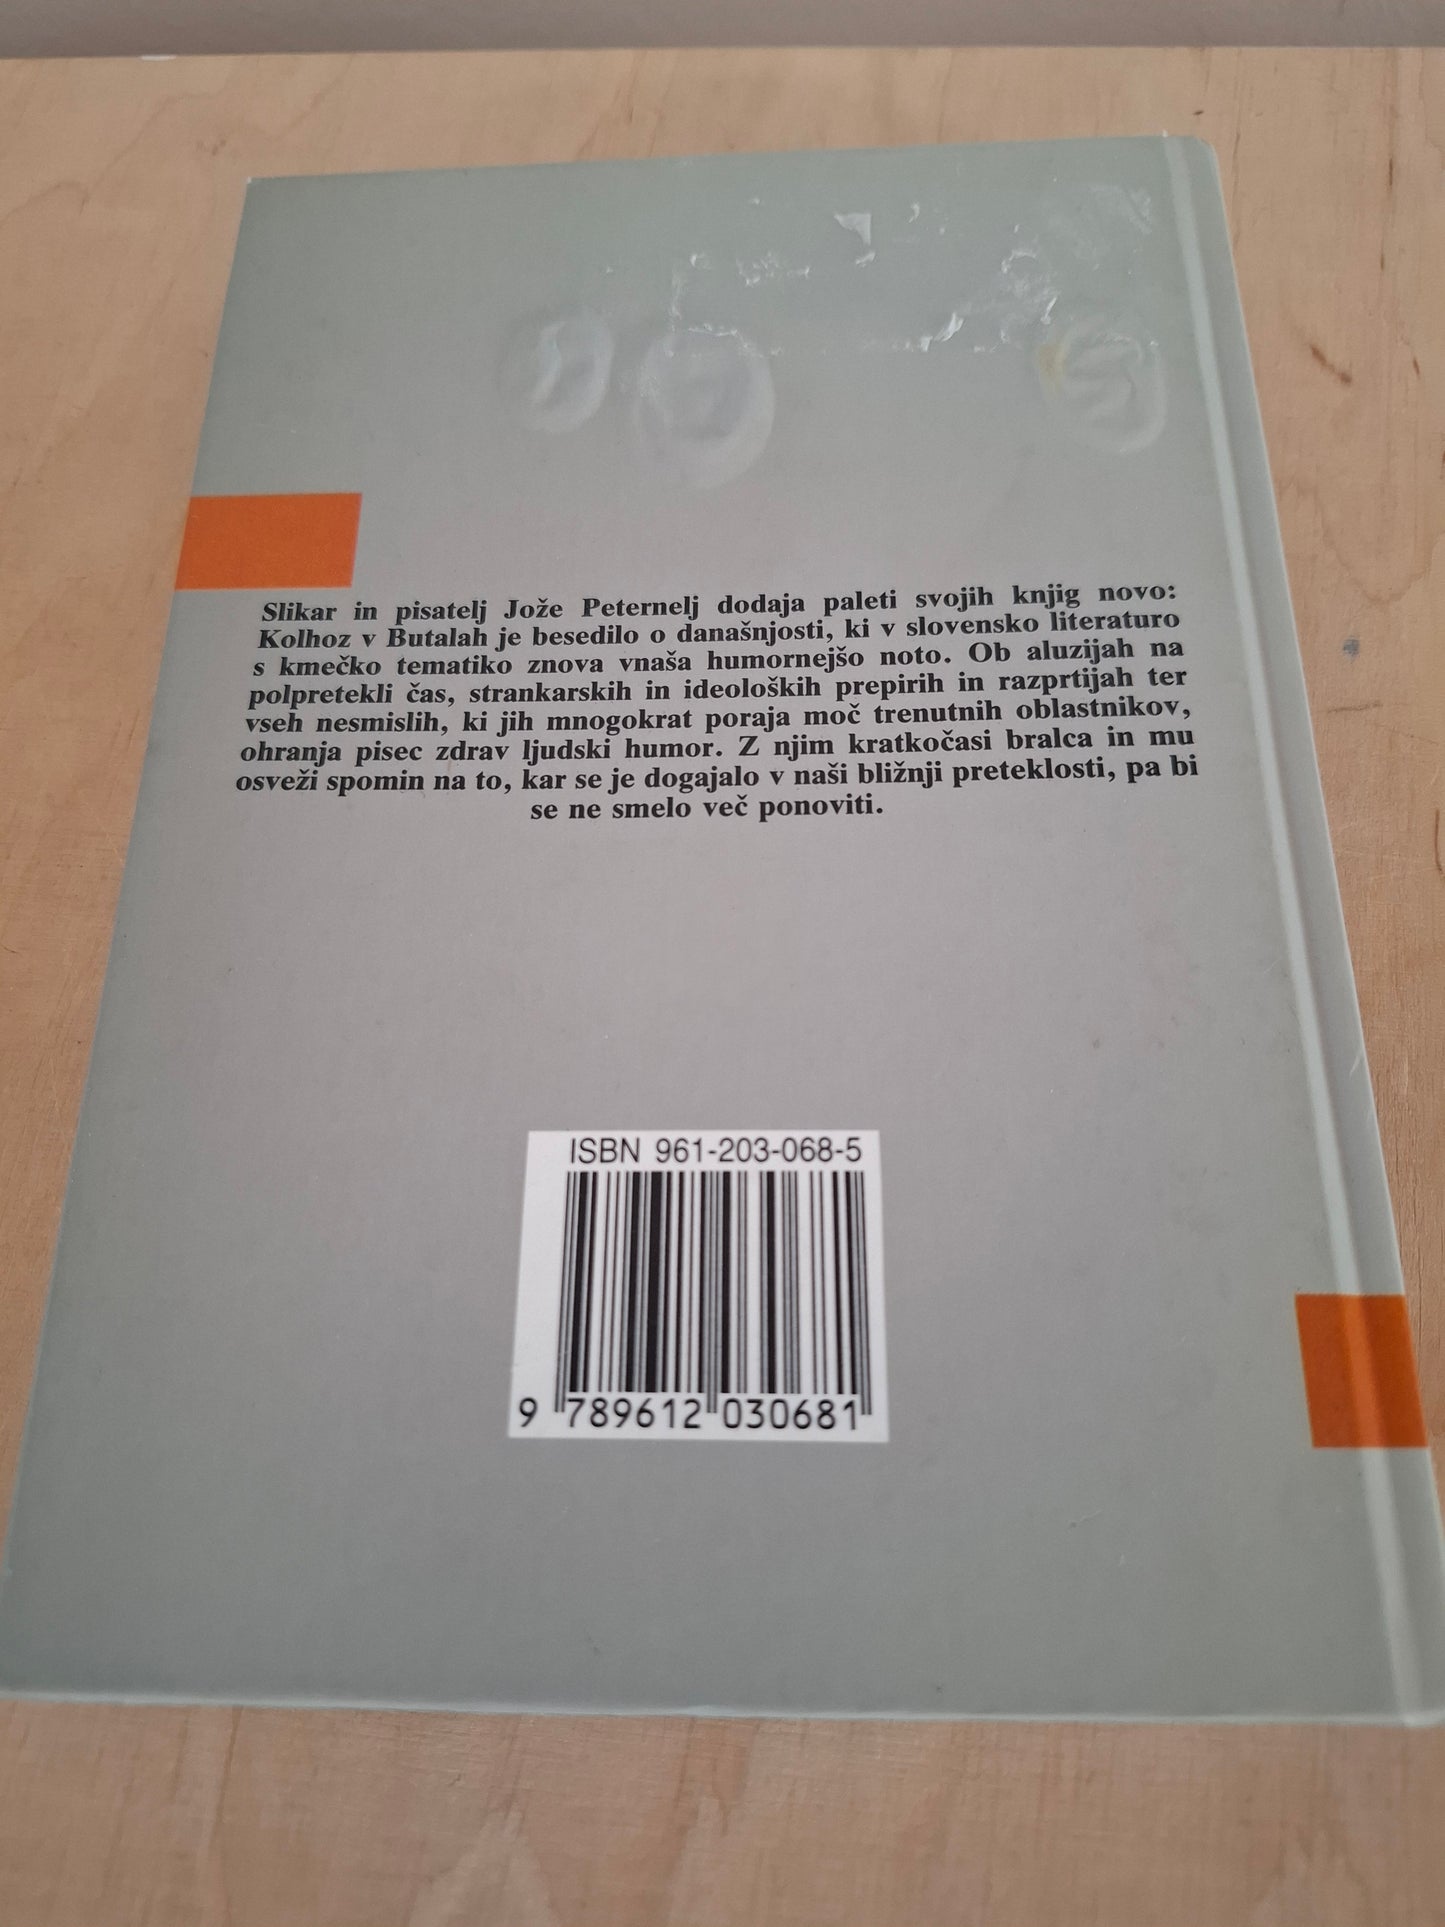 Slikar in pisatelj Jože Peternelj dodaja paleti svojih knjig novo:
Kolhoz v Butalah je besedilo o današnjosti, ki v slovensko literaturo
s kmečko tematiko znova vnaša humornejšo noto. Ob aluzijah na
polpretekli čas, strankarskih in ideoloških prepirih in razprtijah ter
vseh nesmislih, ki jih mnogokrat poraja moč trenutnih oblastnikov,
ohranja pisec zdrav ljudski humor. Z njim kratkočasi bralca in mu
osveži spomin na to, kar se je dogajalo v naši bližnji preteklosti, pa bi
se ne smelo več ponoviti.
ISBN 961-203-068-5
9 789612 030681